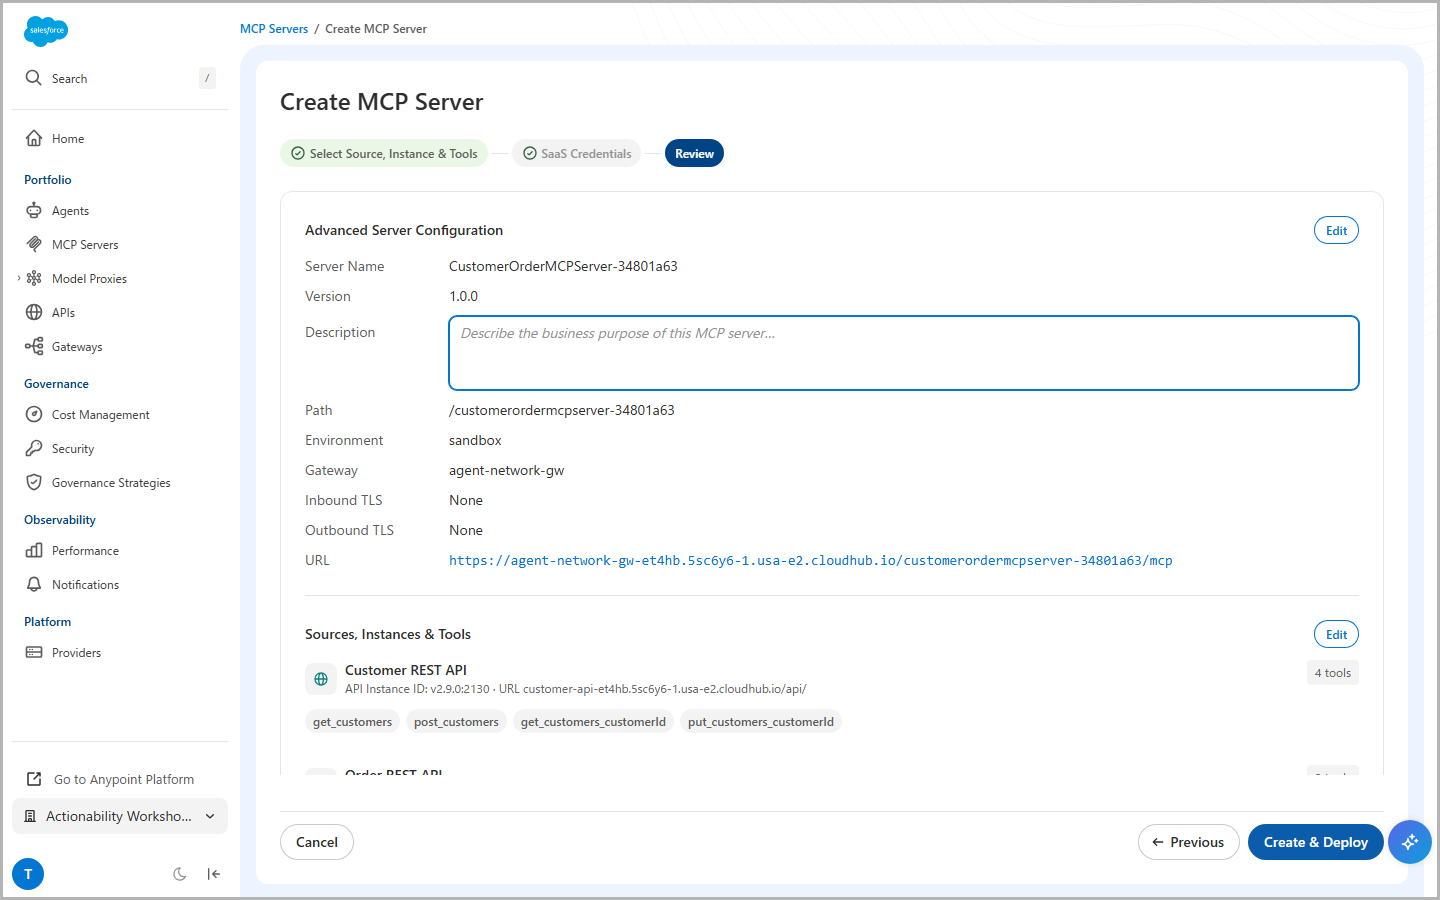 salesforce
MCP Servers / Create MCP Server
Search /
Home
Portfolio
Agents
MCP Servers
Model Proxies
APIs
Gateways
Governance
Cost Management
Security
Governance Strategies
Observability
Performance
Notifications
Platform
Providers
Go to Anypoint Platform
Actionability Worksho...
T
Create MCP Server
Select Source, Instance & Tools
SaaS Credentials
Review
Advanced Server Configuration
Edit
Server Name CustomerOrderMCPServer-34801a63
Version 1.0.0
Description Describe the business purpose of this MCP server...
Path /customerordermcpserver-34801a63
Environment sandbox
Gateway agent-network-gw
Inbound TLS None
Outbound TLS None
URL https://agent-network-gw-et4hb.5sc6y6-1.usa-e2.cloudhub.io/customerordermcpserver-34801a63/mcp
Sources, Instances & Tools
Edit
Customer REST API
4 tools
API Instance ID: v2.9.0:2130 · URL customer-api-et4hb.5sc6y6-1.usa-e2.cloudhub.io/api/
get_customers post_customers get_customers_customerId put_customers_customerId
Order REST API
Cancel
Previous
Create & Deploy